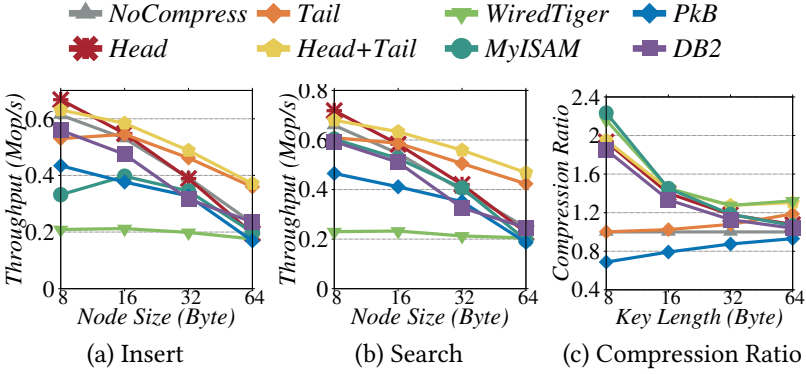 NoCompress Tail WiredTiger PkB
Head Head+Tail MyISAM DB2
Throughput (Mop/s)
0.6
0.4
0.2
0
8 16 32 64
Node Size (Byte)
(a) Insert
Throughput (Mop/s)
0.8
0.6
0.4
0.2
0
8 16 32 64
Node Size (Byte)
(b) Search
Compression Ratio
2.4
2
1.6
1.2
0.8
0.4
8 16 32 64
Key Length (Byte)
(c) Compression Ratio